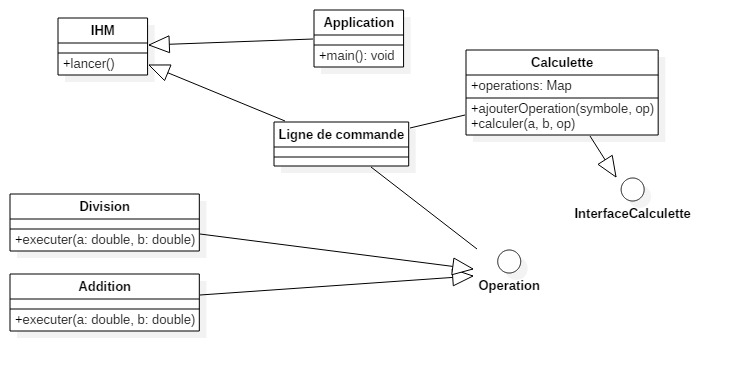 IHM
+lancer()
Application
+main(): void
Calculette
+operations: Map
+ajouterOperation(symbole, op)
+calculer(a, b, op)
Ligne de commande
InterfaceCalculette
Division
+executer(a: double, b: double)
Operation
Addition
+executer(a: double, b: double)